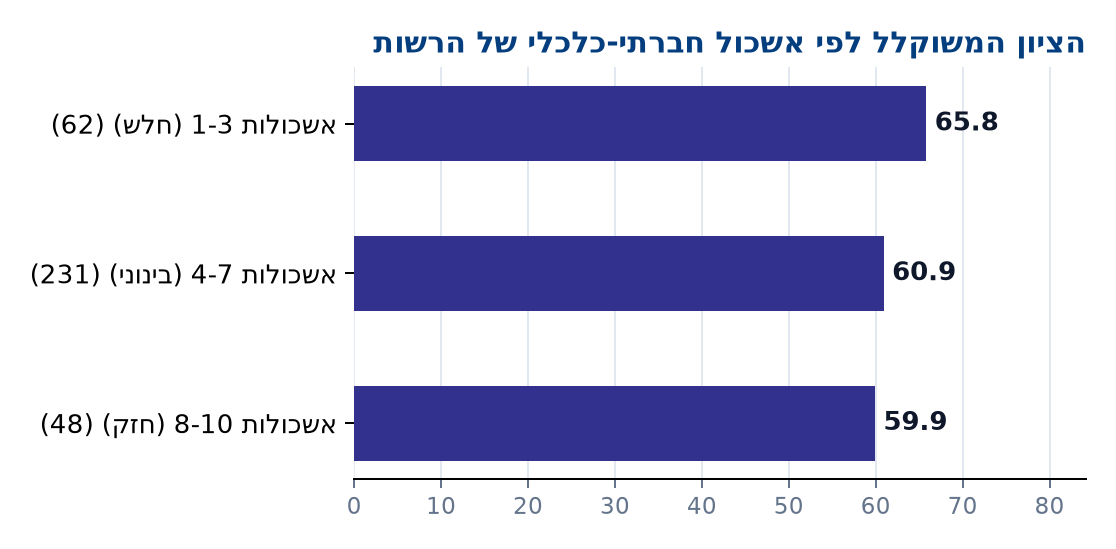 הציון המשוקלל לפי אשכול חברתי-כלכלי של הרשות
אשכולות 1-3 (חלש) (62)
65.8
אשכולות 4-7 (בינוני) (231)
60.9
אשכולות 8-10 (חזק) (48)
59.9
0 10 20 30 40 50 60 70 80